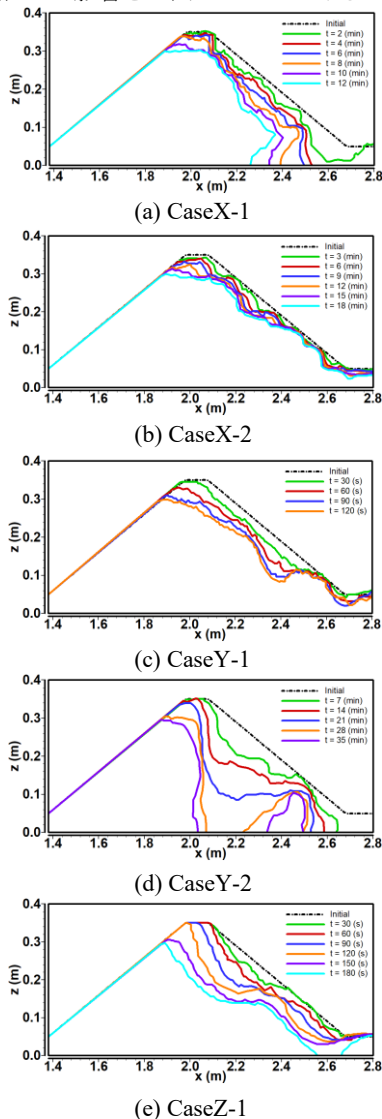 0.4
0.3
0.2
0.1
0.0
z (m)
Initial
t = 2 (min)
t = 4 (min)
t = 6 (min)
t = 8 (min)
t = 10 (min)
t = 12 (min)
1.4 1.6 1.8 2.0 2.2 2.4 2.6 2.8
x (m)
(a) CaseX-1
0.4
0.3
0.2
0.1
0.0
z (m)
Initial
t = 3 (min)
t = 6 (min)
t = 9 (min)
t = 12 (min)
t = 15 (min)
t = 18 (min)
1.4 1.6 1.8 2.0 2.2 2.4 2.6 2.8
x (m)
(b) CaseX-2
0.4
0.3
0.2
0.1
0.0
z (m)
Initial
t = 30 (s)
t = 60 (s)
t = 90 (s)
t = 120 (s)
1.4 1.6 1.8 2.0 2.2 2.4 2.6 2.8
x (m)
(c) CaseY-1
0.4
0.3
0.2
0.1
0.0
z (m)
Initial
t = 7 (min)
t = 14 (min)
t = 21 (min)
t = 28 (min)
t = 35 (min)
1.4 1.6 1.8 2.0 2.2 2.4 2.6 2.8
x (m)
(d) CaseY-2
0.4
0.3
0.2
0.1
0.0
z (m)
Initial
t = 30 (s)
t = 60 (s)
t = 90 (s)
t = 120 (s)
t = 150 (s)
t = 180 (s)
1.4 1.6 1.8 2.0 2.2 2.4 2.6 2.8
x (m)
(e) CaseZ-1